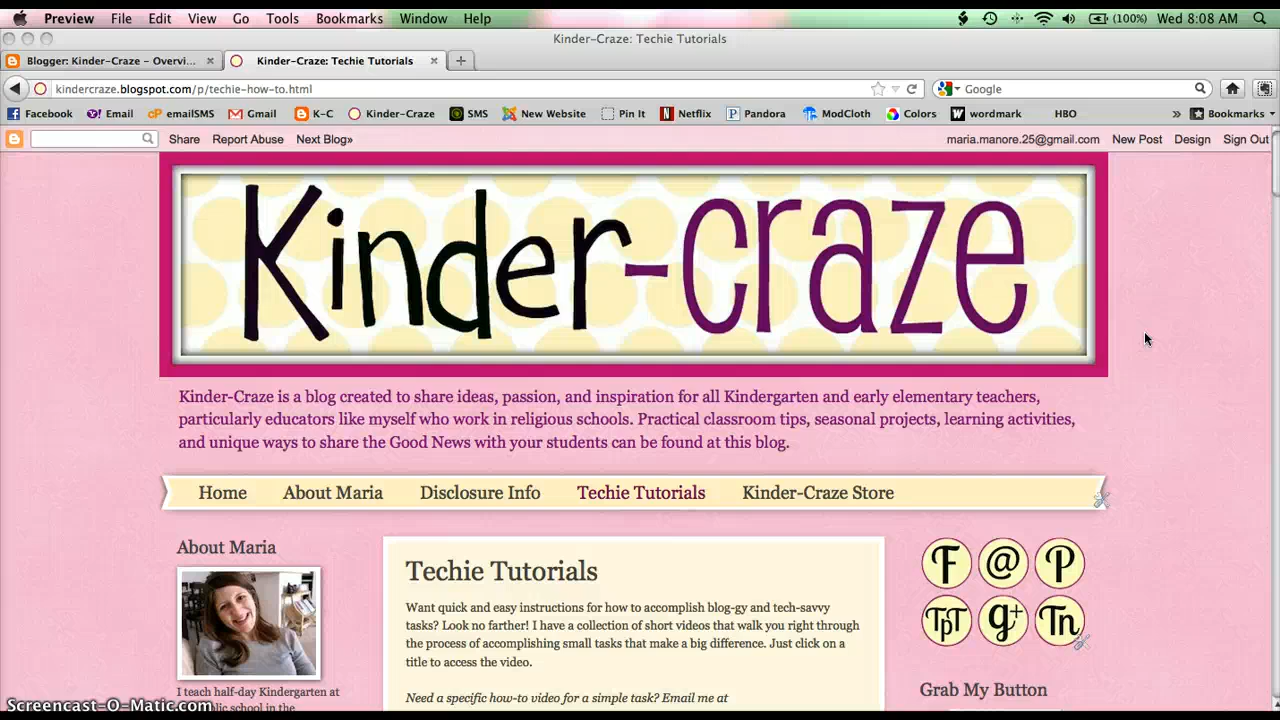 Preview File Edit View Go Tools Bookmarks Window Help (100%) Wed 8:08 AM
Kinder-Craze: Techie Tutorials
Blogger: Kinder-Craze – Overvi... Kinder-Craze: Techie Tutorials
kindercraze.blogspot.com/p/techie-how-to.html Google
Facebook Email emailSMS Gmail K-C Kinder-Craze SMS New Website Pin It Netflix Pandora ModCloth Colors wordmark HBO » Bookmarks
Share Report Abuse Next Blog» maria.manore.25@gmail.com New Post Design Sign Out
Kinder-craze
Kinder-Craze is a blog created to share ideas, passion, and inspiration for all Kindergarten and early elementary teachers,
particularly educators like myself who work in religious schools. Practical classroom tips, seasonal projects, learning activities,
and unique ways to share the Good News with your students can be found at this blog.
Home About Maria Disclosure Info Techie Tutorials Kinder-Craze Store
About Maria
I teach half-day Kindergarten at
school in the
Techie Tutorials
Want quick and easy instructions for how to accomplish blog-gy and tech-savvy
tasks? Look no farther! I have a collection of short videos that walk you right through
the process of accomplishing small tasks that make a big difference. Just click on a
title to access the video.
Need a specific how-to video for a simple task? Email me at
F @ P
TpT g+ Tn
Grab My Button
Screencast-O-Matic.com